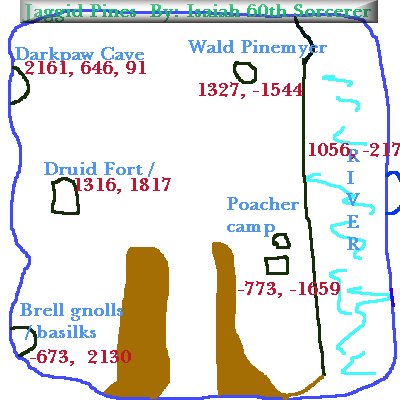 Jaggid Pines By: Isaiah 60th Sorcerer
Darkpaw Cave
2161, 646, 91
Wald Pinemyer
1327, -1544
1056, -217
RIVER
Druid Fort /
1316, 1817
Poacher
camp
-773, -1659
Brell gnolls
/ basilks
-673, 2130